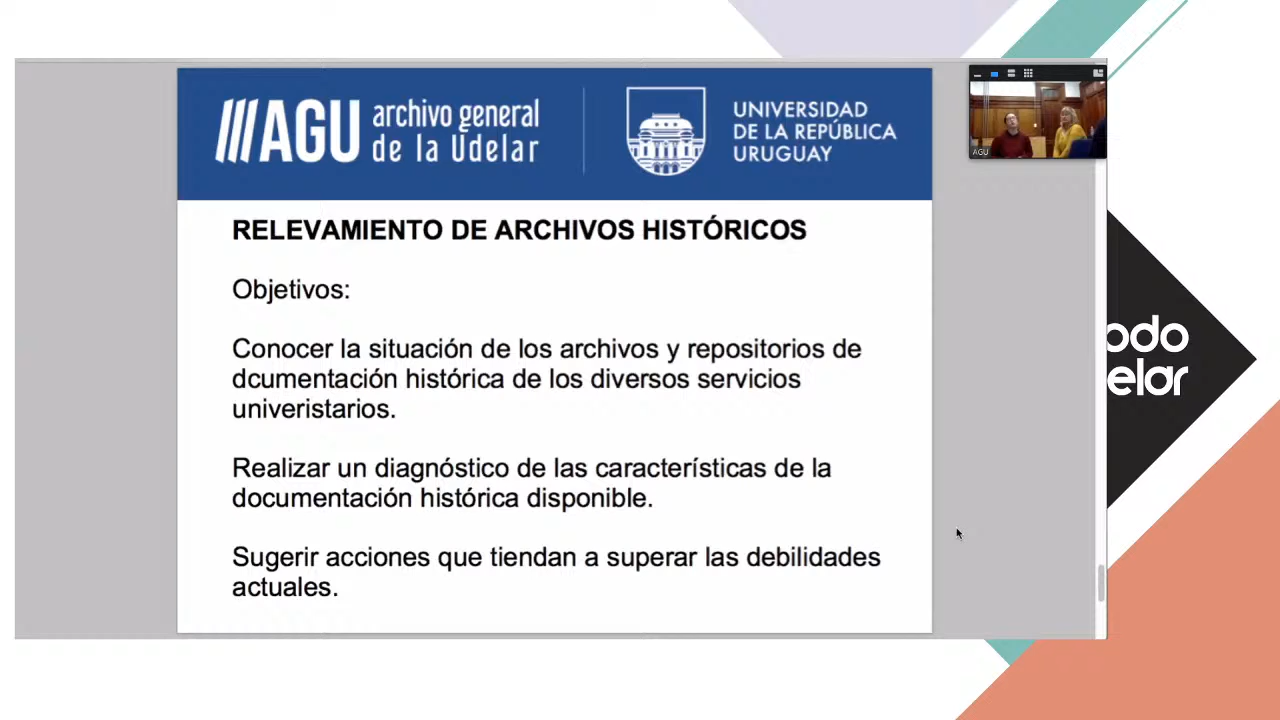 AGU archivo general
de la Udelar
UNIVERSIDAD
DE LA REPÚBLICA
URUGUAY
AGU
RELEVAMIENTO DE ARCHIVOS HISTÓRICOS
Objetivos:
Conocer la situación de los archivos y repositorios de
dcumentación histórica de los diversos servicios
univeristarios.
Realizar un diagnóstico de las características de la
documentación histórica disponible.
Sugerir acciones que tiendan a superar las debilidades
actuales.
odo
elar